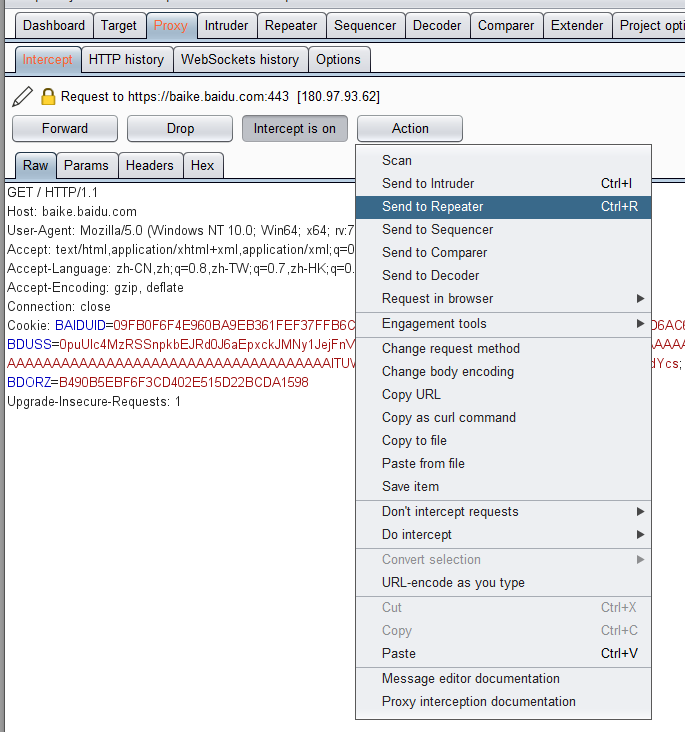 Dashboard Target Proxy Intruder Repeater Sequencer Decoder Comparer Extender Project opti
Intercept HTTP history WebSockets history Options
Request to https://baike.baidu.com:443 [180.97.93.62]
Forward Drop Intercept is on Action
Raw Params Headers Hex
GET / HTTP/1.1
Host: baike.baidu.com
User-Agent: Mozilla/5.0 (Windows NT 10.0; Win64; x64; rv:7
Accept: text/html,application/xhtml+xml,application/xml;q=0
Accept-Language: zh-CN,zh;q=0.8,zh-TW;q=0.7,zh-HK;q=0.
Accept-Encoding: gzip, deflate
Connection: close
Cookie: BAIDUID=09FB0F6F4E960BA9EB361FEF37FFB6C
BDUSS=
BDORZ=B490B5EBF6F3CD402E515D22BCDA1598
Upgrade-Insecure-Requests: 1
Scan
Send to Intruder Ctrl+I
Send to Repeater Ctrl+R
Send to Sequencer
Send to Comparer
Send to Decoder
Request in browser
Engagement tools
Change request method
Change body encoding
Copy URL
Copy as curl command
Copy to file
Paste from file
Save item
Don't intercept requests
Do intercept
Convert selection
URL-encode as you type
Cut Ctrl+X
Copy Ctrl+C
Paste Ctrl+V
Message editor documentation
Proxy interception documentation